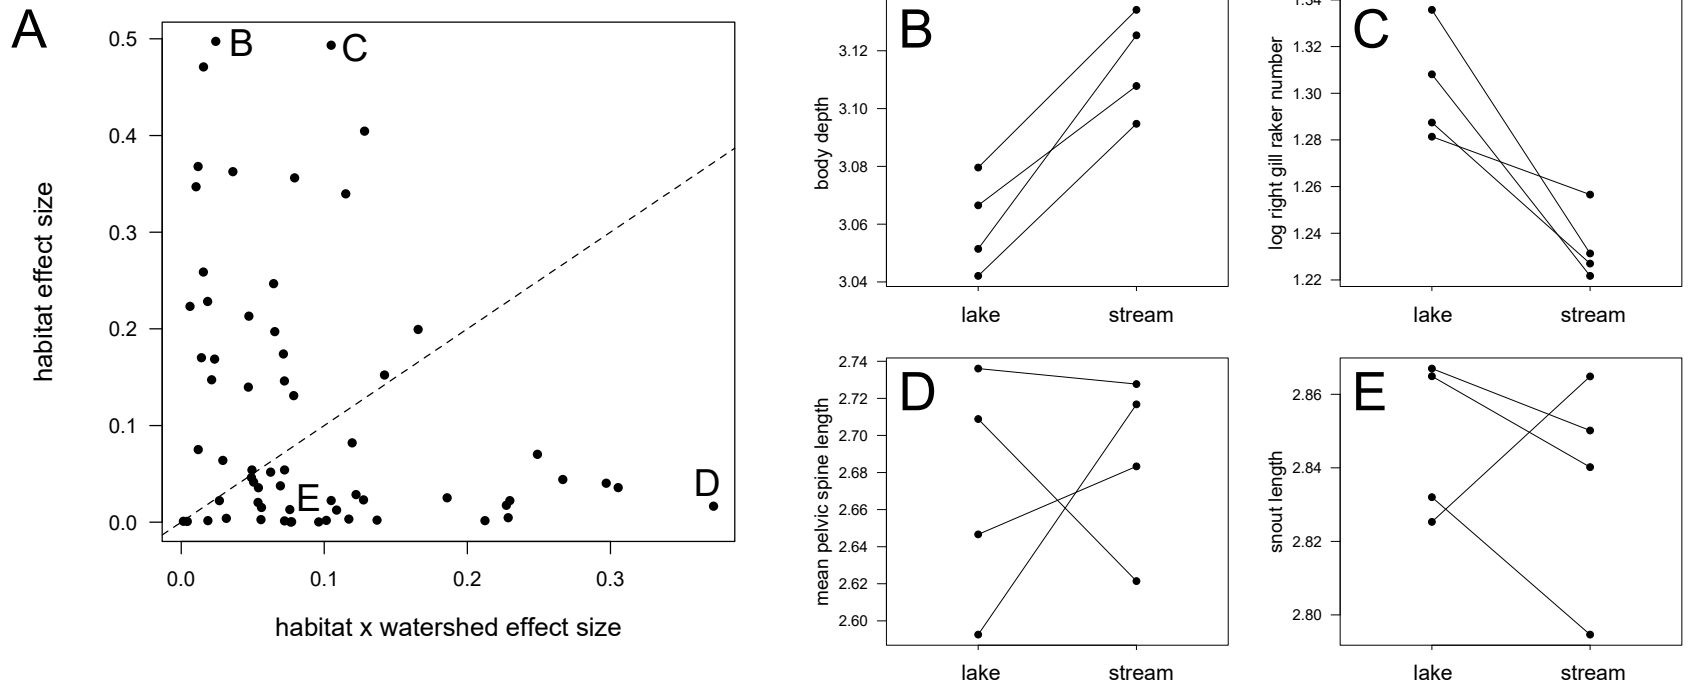 A
habitat effect size
0.5
0.4
0.3
0.2
0.1
0.0
B
C
E
D
0.0 0.1 0.2 0.3
habitat x watershed effect size
B
body depth
3.12
3.10
3.08
3.06
3.04
lake stream
C
log right gill raker number
1.34
1.32
1.30
1.28
1.26
1.24
1.22
lake stream
D
mean pelvic spine length
2.74
2.72
2.70
2.68
2.66
2.64
2.62
2.60
lake stream
E
snout length
2.86
2.84
2.82
2.80
lake stream